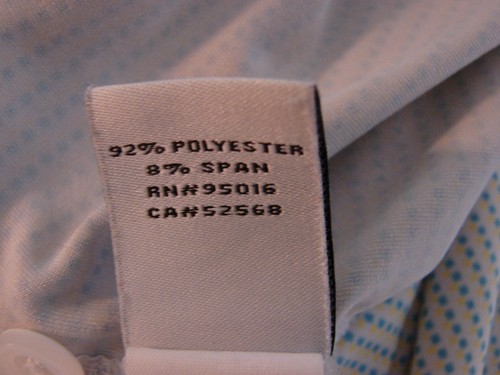 92% POLYESTER
8% SPAN
RN#95016
CA#52568